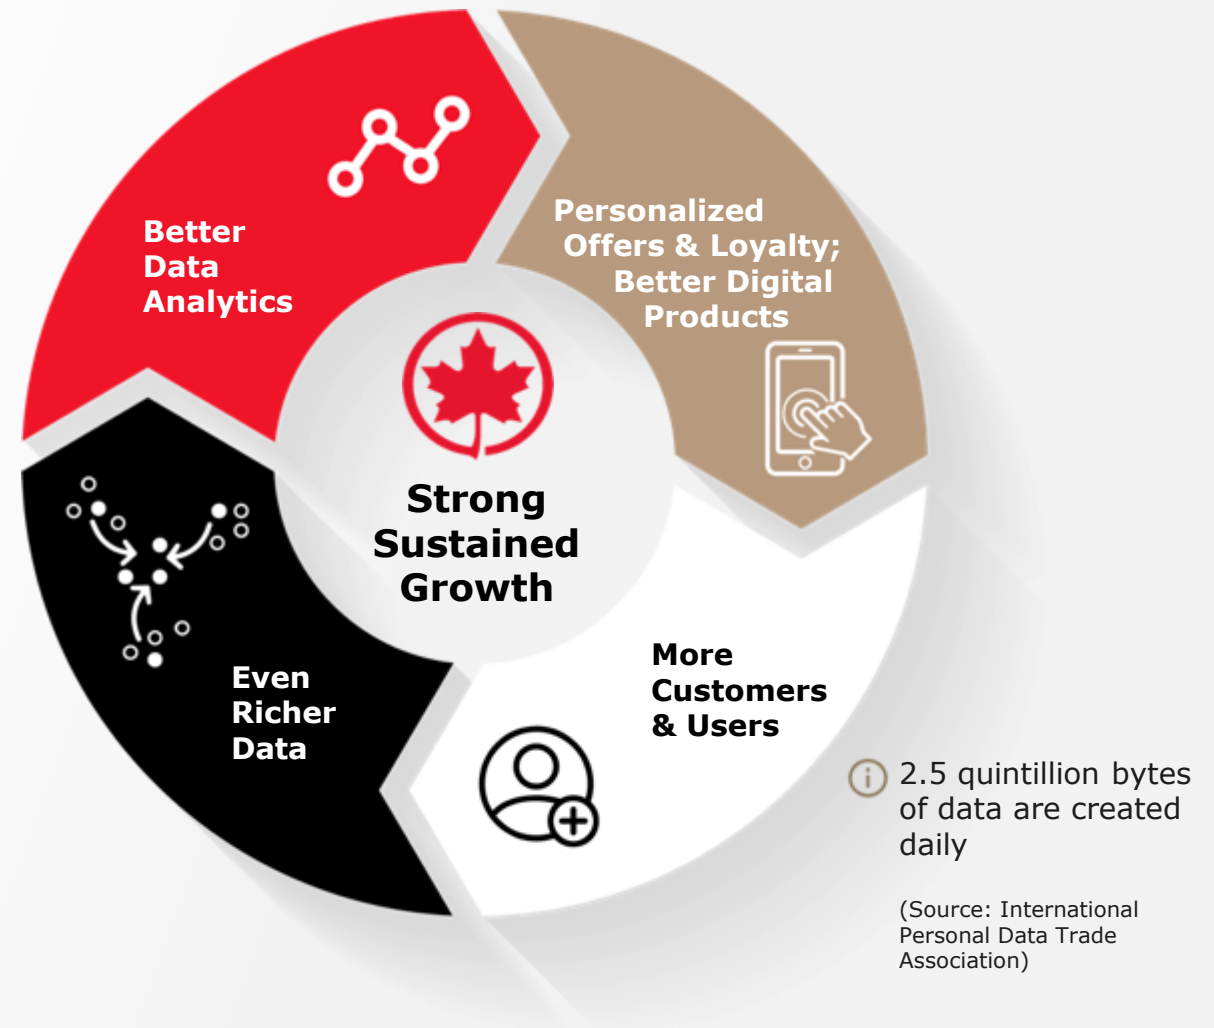 Better
Data
Analytics
Personalized
Offers & Loyalty;
Better Digital
Products
Strong
Sustained
Growth
More
Customers
& Users
Even
Richer
Data
2.5 quintillion bytes
of data are created
daily
(Source: International
Personal Data Trade
Association)